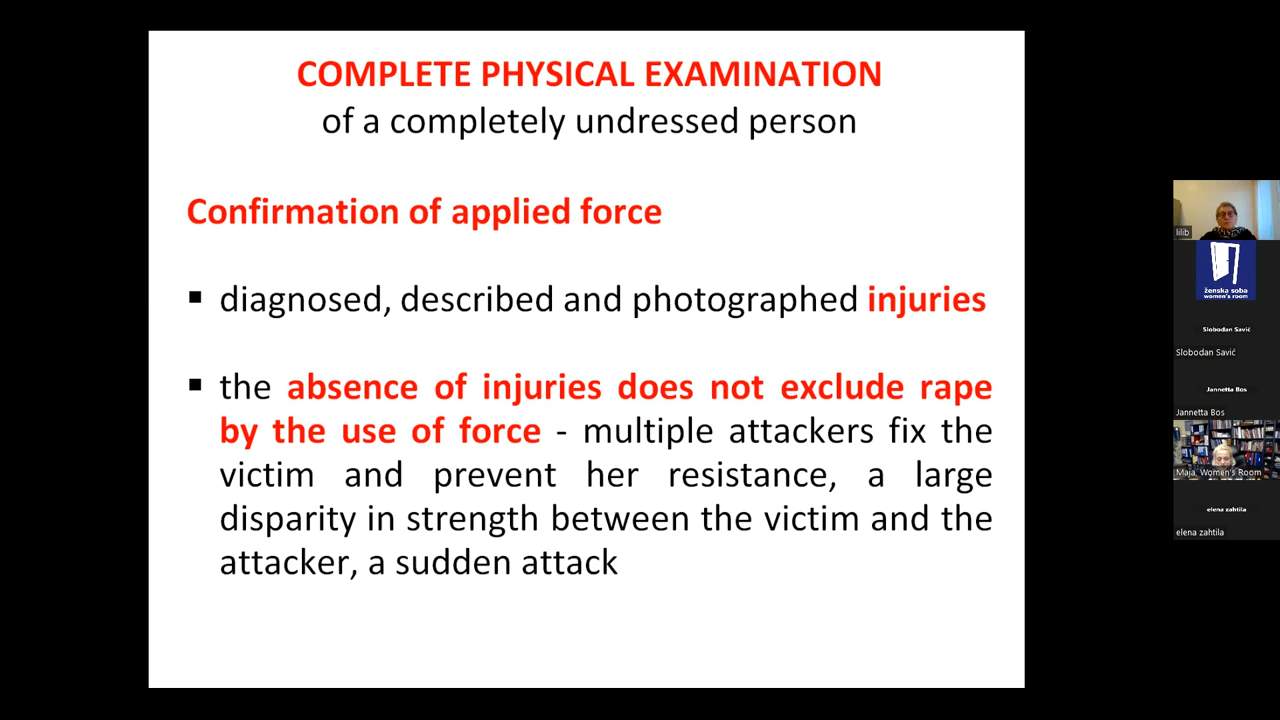 COMPLETE PHYSICAL EXAMINATION
of a completely undressed person
Confirmation of applied force
▪ diagnosed, described and photographed injuries
▪ the absence of injuries does not exclude rape
by the use of force - multiple attackers fix the
victim and prevent her resistance, a large
disparity in strength between the victim and the
attacker, a sudden attack
lilib
ženska soba
women's room
Slobodan Savić
Slobodan Savić
Jannetta Bos
Jannetta Bos
Maja, Women's Room
elena zahtila
elena zahtila